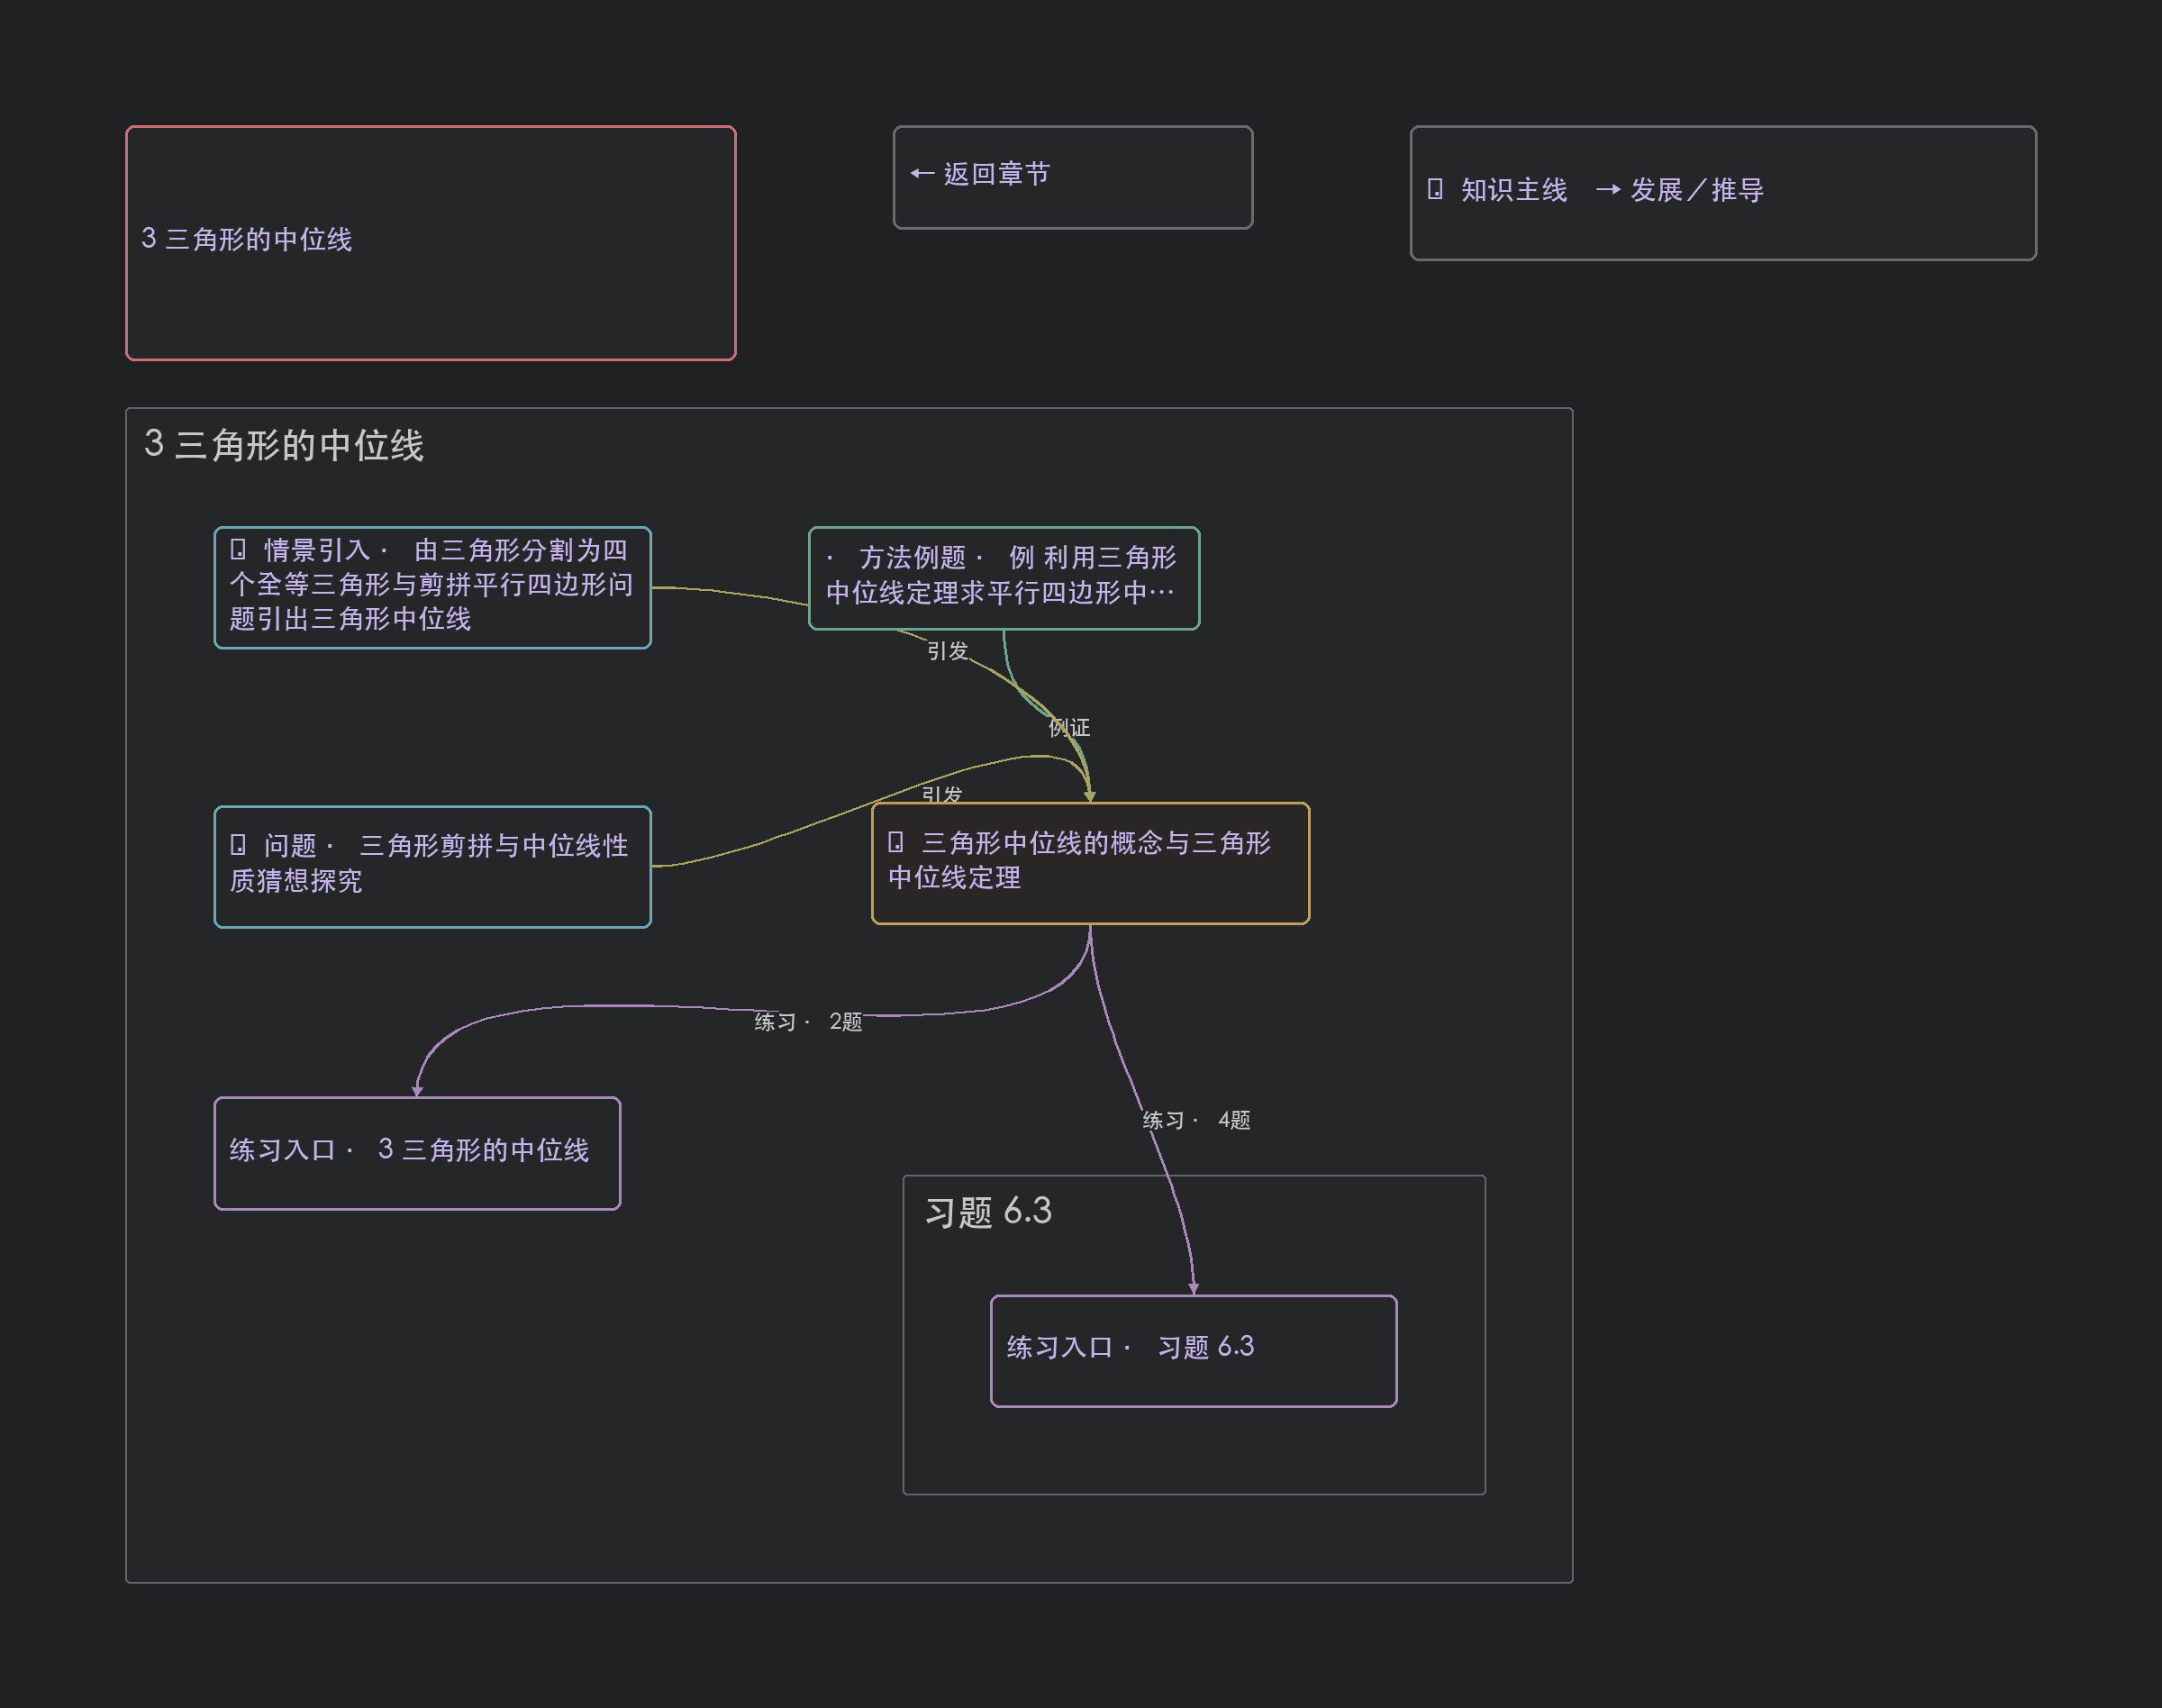 3 三角形的中位线
← 返回章节
知识主线 → 发展／推导
3 三角形的中位线
情景引入 · 由三角形分割为四
个全等三角形与剪拼平行四边形问
题引出三角形中位线
· 方法例题 · 例 利用三角形
中位线定理求平行四边形中…
引发
例证
引发
问题 · 三角形剪拼与中位线性
质猜想探究
三角形中位线的概念与三角形
中位线定理
练习 · 2题
练习 · 4题
练习入口 · 3 三角形的中位线
习题 6.3
练习入口 · 习题 6.3